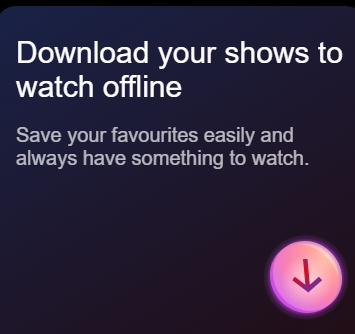 Download your shows to
watch offline
Save your favourites easily and
always have something to watch.